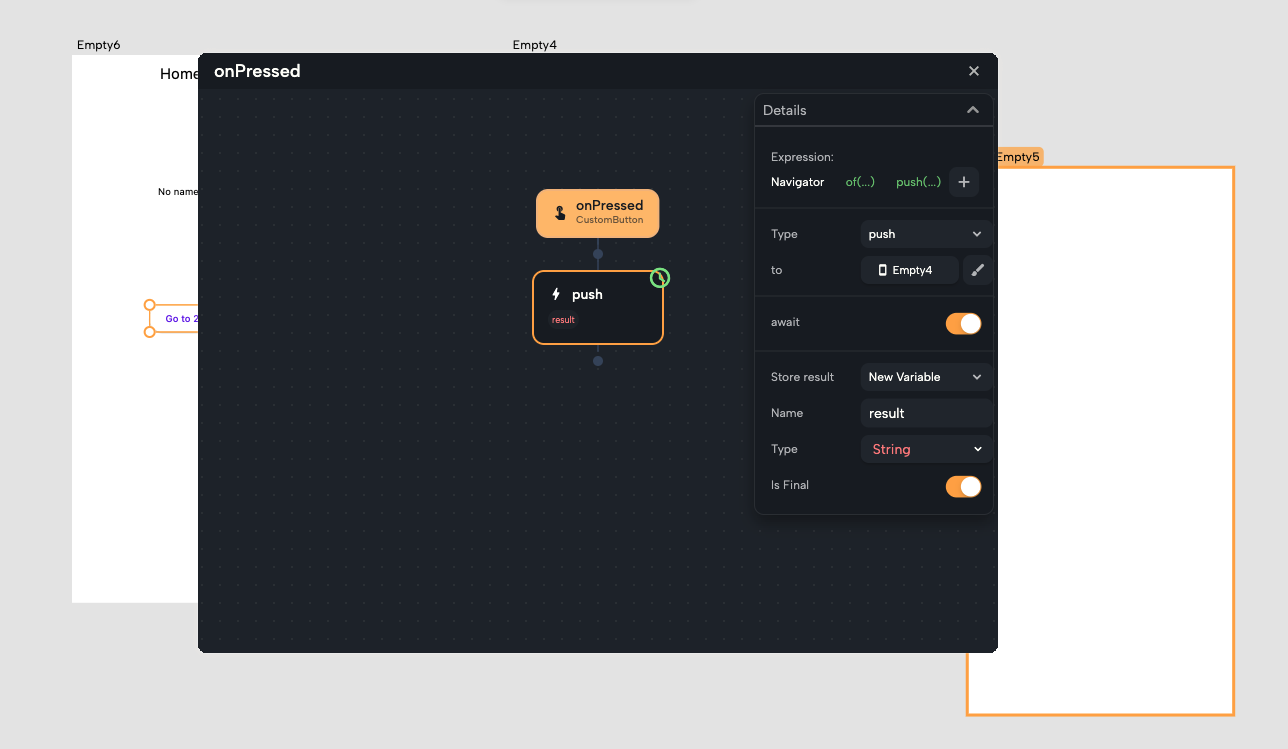 Empty6
Empty4
Home
onPressed
Details
Expression:
Navigator of(...) push(...)
Empty5
No name
onPressed
CustomButton
Type push
to Empty4
push
result
Go to 2
await
Store result New Variable
Name result
Type String
Is Final